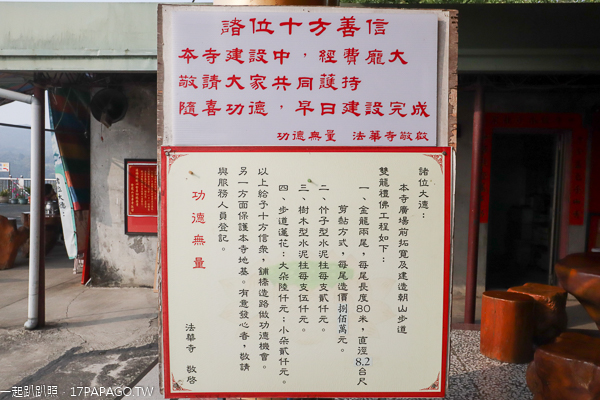 諸位十方善信
本寺建設中，經費龐大
敬請大家共同護持
隨喜功德，早日建設完成
功德無量　法華寺敬啟
諸位大德：
本寺廣場前拓寬及建造朝山步道
雙龍禮佛工程如下：
一、金龍兩尾，每尾長度80米，直徑8.2台尺
剪黏方式，每尾造價捌佰萬元。
二、竹子型水泥柱每支貳仟元。
三、樹木型水泥柱每支伍仟元。
四、步道蓮花：大朵陸仟元；小朵貳仟元。
以上給予十方信眾，鋪橋造路做功德機會。
另一方面保護本寺地基。有意發心者，敬請
與服務人員登記。
功德無量
法華寺　敬啓
一起趴趴照 · 17PAPAGO.TW